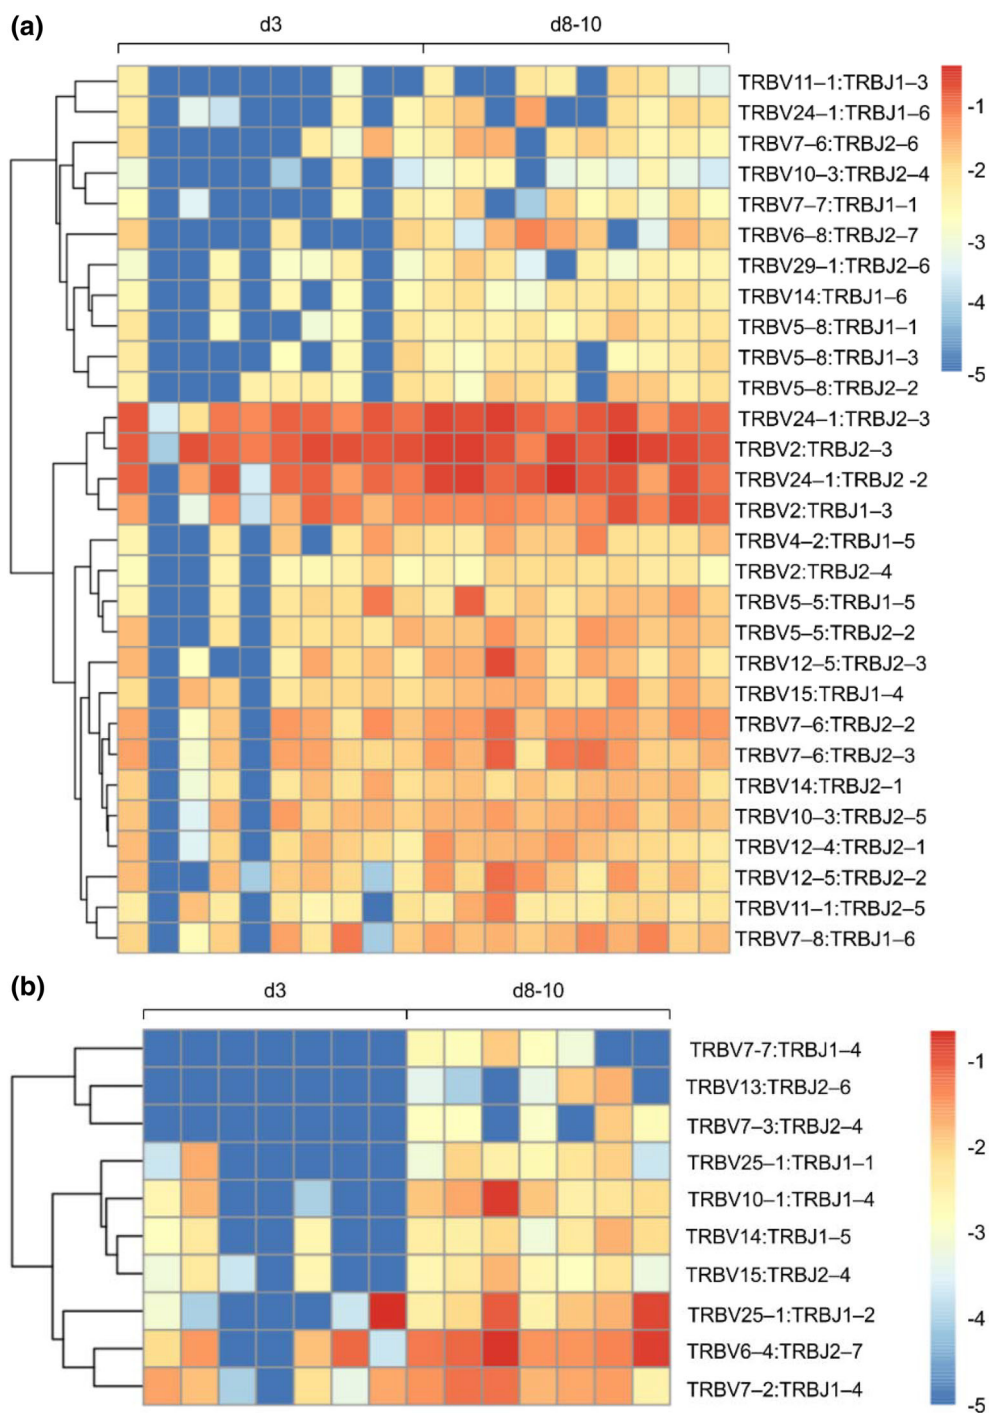 (a)
d3 d8-10
TRBV11–1:TRBJ1–3
TRBV24–1:TRBJ1–6
TRBV7–6:TRBJ2–6
TRBV10–3:TRBJ2–4
TRBV7–7:TRBJ1–1
TRBV6–8:TRBJ2–7
TRBV29–1:TRBJ2–6
TRBV14:TRBJ1–6
TRBV5–8:TRBJ1–1
TRBV5–8:TRBJ1–3
TRBV5–8:TRBJ2–2
TRBV24–1:TRBJ2–3
TRBV2:TRBJ2–3
TRBV24–1:TRBJ2 -2
TRBV2:TRBJ1–3
TRBV4–2:TRBJ1–5
TRBV2:TRBJ2–4
TRBV5–5:TRBJ1–5
TRBV5–5:TRBJ2–2
TRBV12–5:TRBJ2–3
TRBV15:TRBJ1–4
TRBV7–6:TRBJ2–2
TRBV7–6:TRBJ2–3
TRBV14:TRBJ2–1
TRBV10–3:TRBJ2–5
TRBV12–4:TRBJ2–1
TRBV12–5:TRBJ2–2
TRBV11–1:TRBJ2–5
TRBV7–8:TRBJ1–6
-1
-2
-3
-4
-5
(b)
d3 d8-10
TRBV7-7:TRBJ1–4
TRBV13:TRBJ2–6
TRBV7–3:TRBJ2–4
TRBV25–1:TRBJ1–1
TRBV10–1:TRBJ1–4
TRBV14:TRBJ1–5
TRBV15:TRBJ2–4
TRBV25–1:TRBJ1–2
TRBV6–4:TRBJ2–7
TRBV7–2:TRBJ1–4
-1
-2
-3
-4
-5